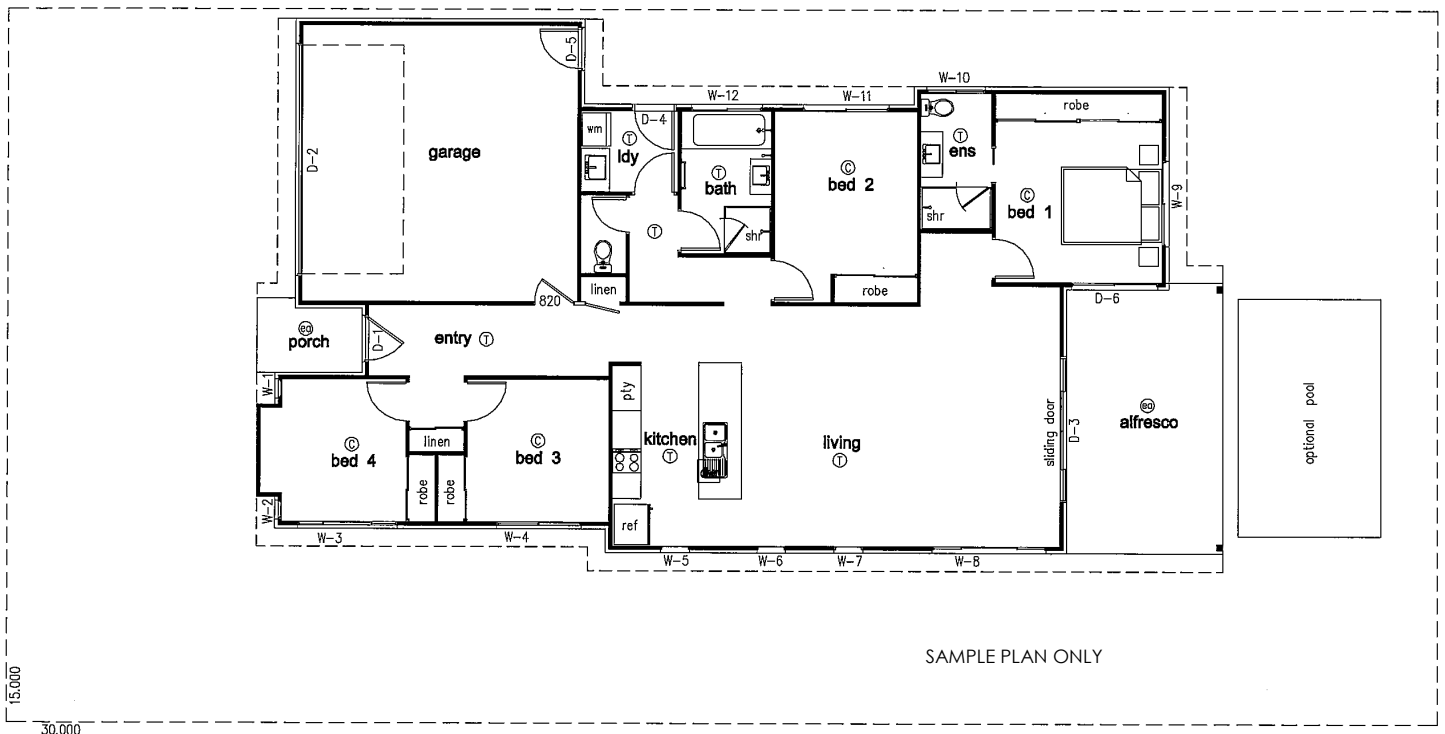 W-10
W-12
W-11
robe
D-5
D-4
wm
T
ldy
T
bath
shr
C
bed 2
robe
T
ens
shr
C
bed 1
W-9
D-6
D-2
garage
T
linen
820
ea
porch
D-1
entry T
W-1
C
bed 4
W-2
W-3
linen
robe
robe
C
bed 3
W-4
pty
kitchen
T
ref
living
T
sliding door
D-3
ea
alfresco
optional pool
W-5
W-6
W-7
W-8
SAMPLE PLAN ONLY
15.000
30.000